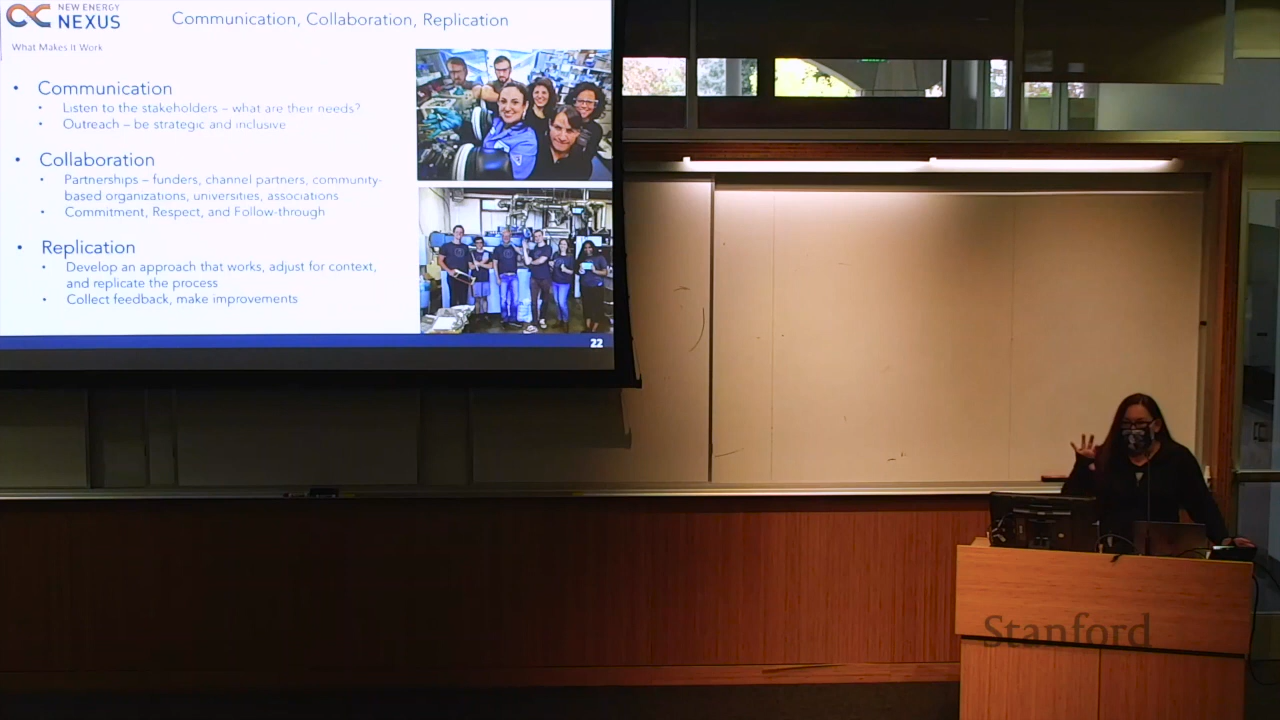 NEW ENERGY
NEXUS
Communication, Collaboration, Replication
What Makes It Work
• Communication
• Listen to the stakeholders – what are their needs?
• Outreach – be strategic and inclusive
• Collaboration
• Partnerships – funders, channel partners, community-
based organizations, universities, associations
• Commitment, Respect, and Follow-through
• Replication
• Develop an approach that works, adjust for context,
and replicate the process
• Collect feedback, make improvements
22
Stanford